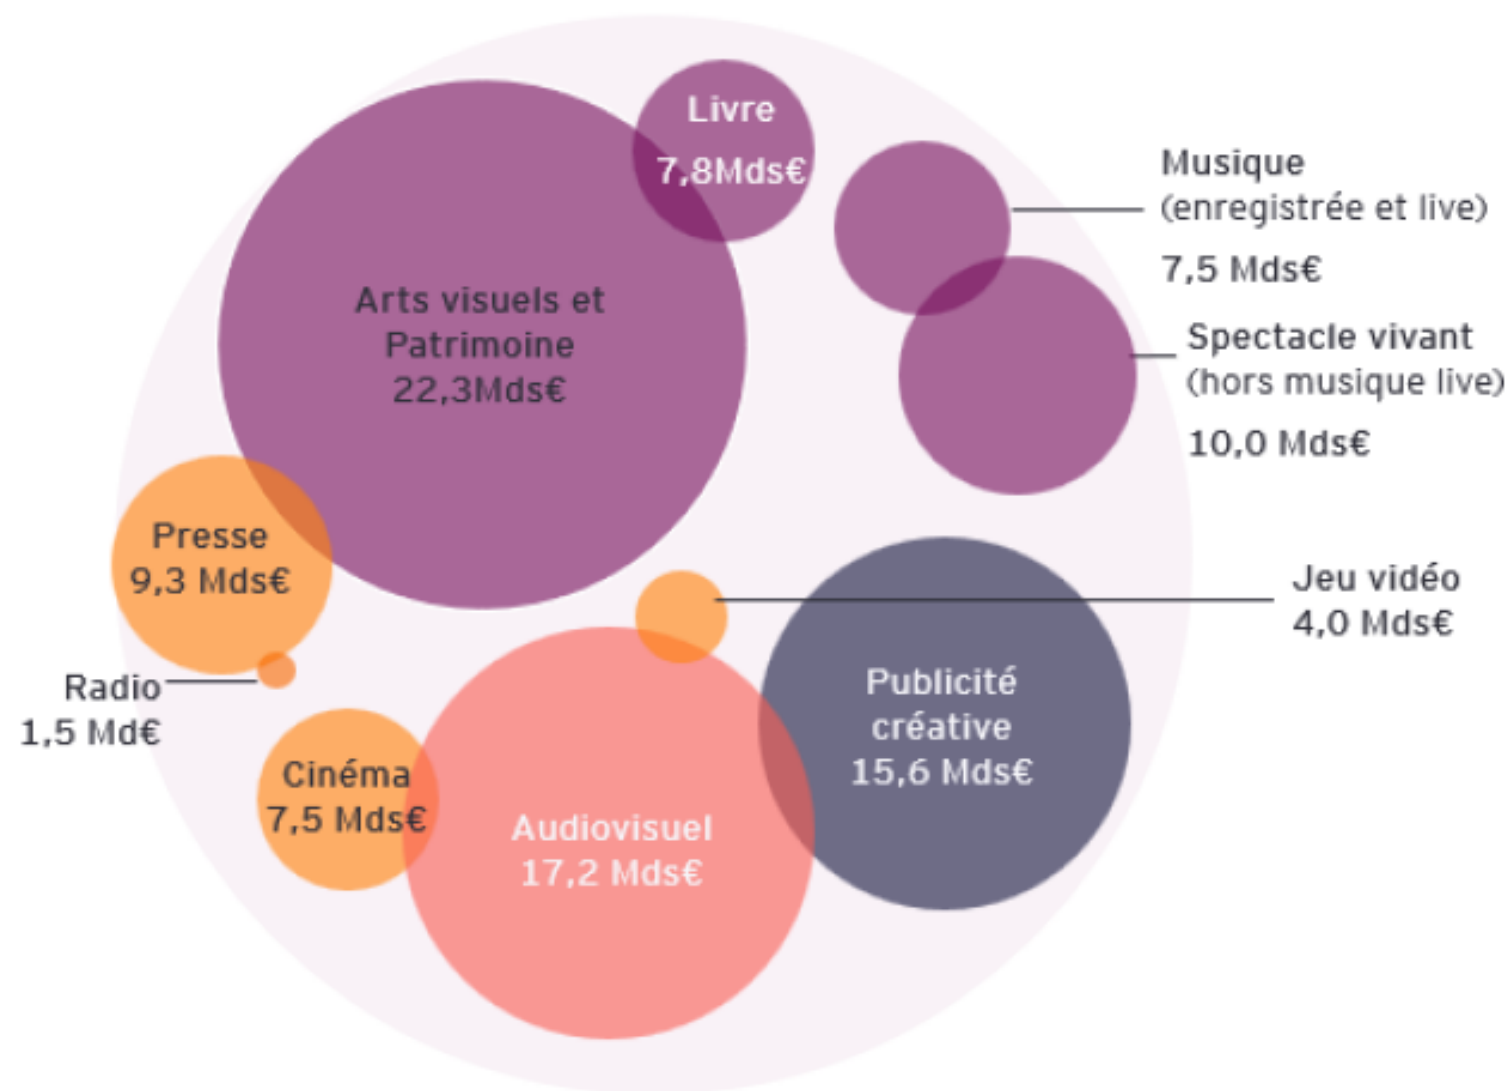 Livre
7,8Mds€
Musique
(enregistrée et live)
7,5 Mds€
Arts visuels et
Patrimoine
22,3Mds€
Spectacle vivant
(hors musique live)
10,0 Mds€
Presse
9,3 Mds€
Jeu vidéo
4,0 Mds€
Radio
1,5 Md€
Publicité
créative
15,6 Mds€
Cinéma
7,5 Mds€
Audiovisuel
17,2 Mds€